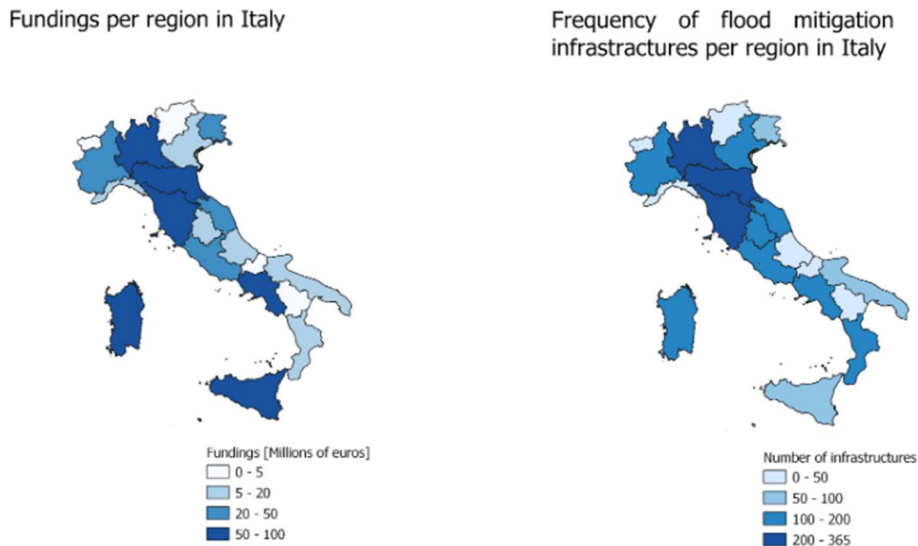 Fundings per region in Italy
Frequency of flood mitigation
infrastractures per region in Italy
Fundings [Millions of euros]
0 - 5
5 - 20
20 - 50
50 - 100
Number of infrastructures
0 - 50
50 - 100
100 - 200
200 - 365